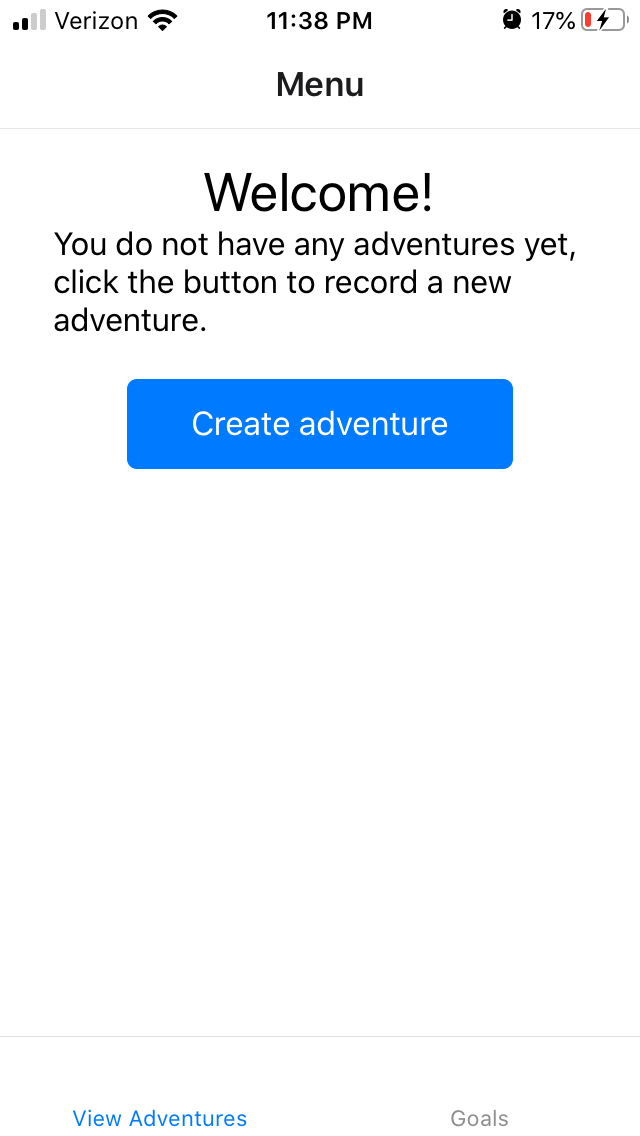 Verizon 11:38 PM 17%
Menu
Welcome!
You do not have any adventures yet,
click the button to record a new
adventure.
Create adventure
View Adventures Goals